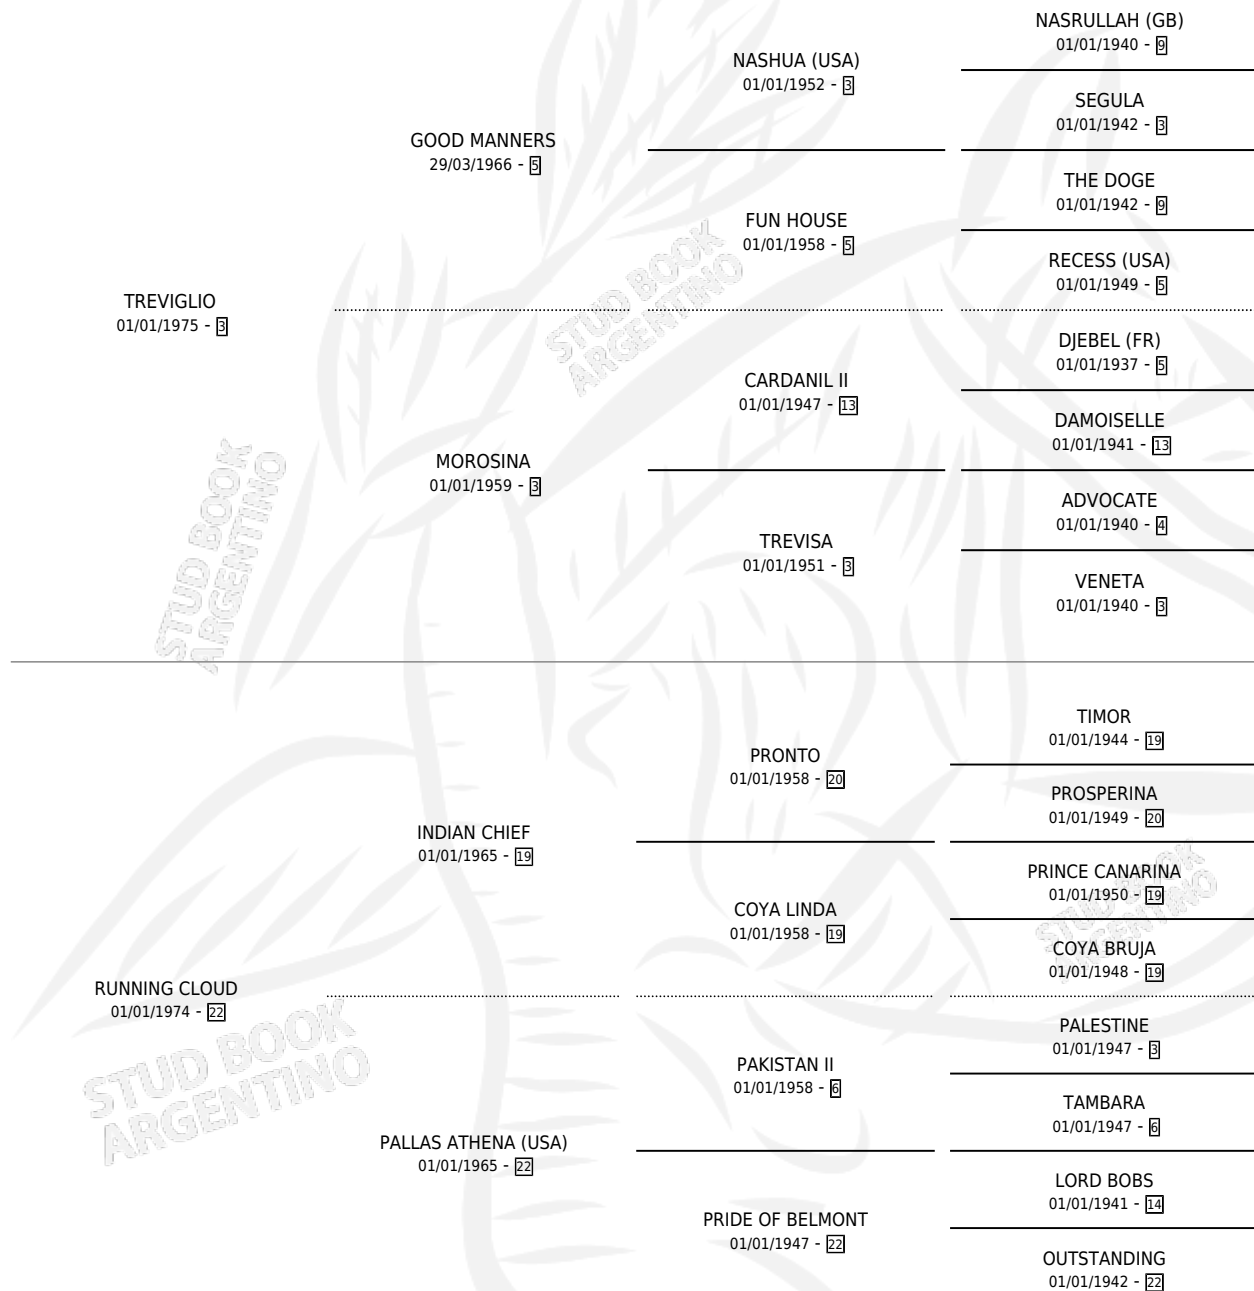 NASRULLAH (GB)
01/01/1940 - 9
NASHUA (USA)
01/01/1952 - 3
SEGULA
01/01/1942 - 3
GOOD MANNERS
29/03/1966 - 5
THE DOGE
01/01/1942 - 9
FUN HOUSE
01/01/1958 - 5
RECESS (USA)
01/01/1949 - 5
TREVIGLIO
01/01/1975 - 3
DJEBEL (FR)
01/01/1937 - 5
CARDANIL II
01/01/1947 - 13
DAMOISELLE
01/01/1941 - 13
MOROSINA
01/01/1959 - 3
ADVOCATE
01/01/1940 - 4
TREVISA
01/01/1951 - 3
VENETA
01/01/1940 - 3
TIMOR
01/01/1944 - 19
PRONTO
01/01/1958 - 20
PROSPERINA
01/01/1949 - 20
INDIAN CHIEF
01/01/1965 - 19
PRINCE CANARINA
01/01/1950 - 19
COYA LINDA
01/01/1958 - 19
COYA BRUJA
01/01/1948 - 19
RUNNING CLOUD
01/01/1974 - 22
PALESTINE
01/01/1947 - 3
PAKISTAN II
01/01/1958 - 6
TAMBARA
01/01/1947 - 6
PALLAS ATHENA (USA)
01/01/1965 - 22
LORD BOBS
01/01/1941 - 14
PRIDE OF BELMONT
01/01/1947 - 22
OUTSTANDING
01/01/1942 - 22
STUD BOOK
ARGENTINO
STUD BOOK
ARGENTINO
STUD BOOK
ARGENTINO
STUD BOOK
ARGENTINO